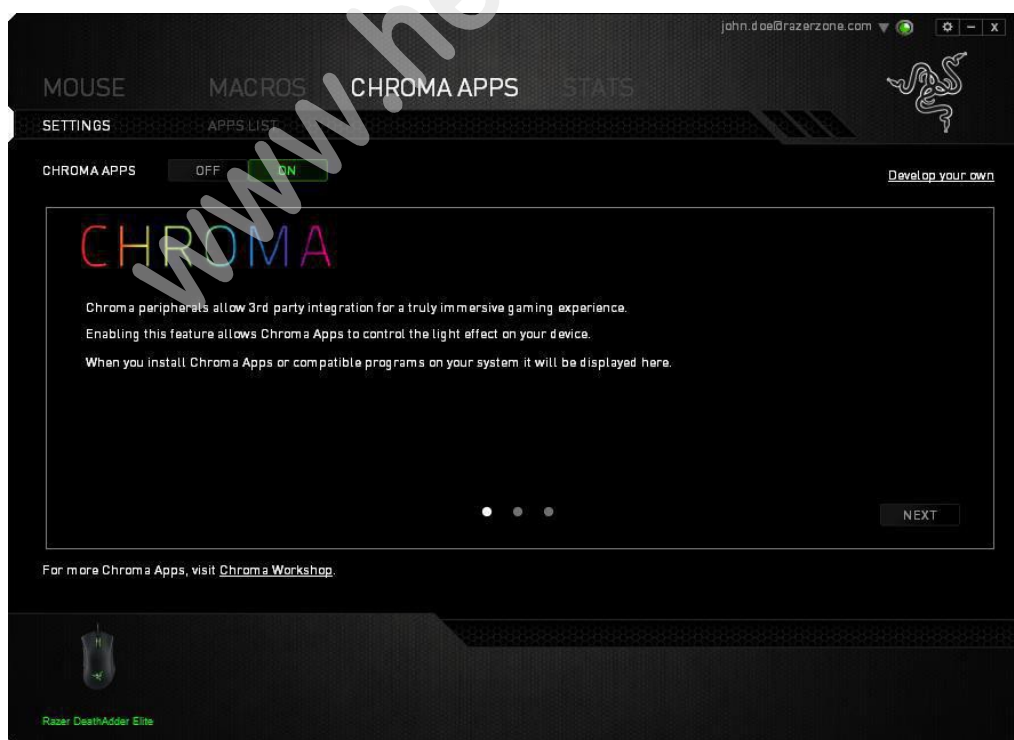 john.doe@razerzone.com
MOUSE MACROS CHROMA APPS STATS
SETTINGS APPS LIST
CHROMA APPS OFF ON
Develop your own
CHROMA
Chroma peripherals allow 3rd party integration for a truly immersive gaming experience.
Enabling this feature allows Chroma Apps to control the light effect on your device.
When you install Chroma Apps or compatible programs on your system it will be displayed here.
NEXT
For more Chroma Apps, visit Chroma Workshop.
Razer DeathAdder Elite
www.he